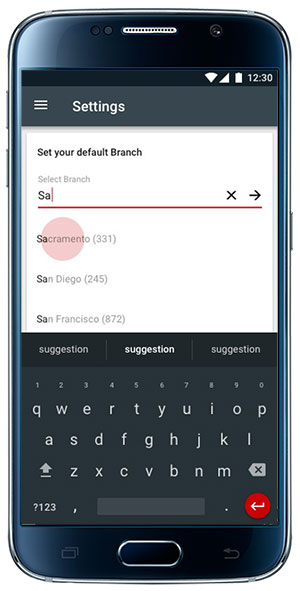 12:30
Settings
Set your default Branch
Select Branch
Sa
Sacramento (331)
San Diego (245)
San Francisco (872)
suggestion suggestion suggestion
1 2 3 4 5 6 7 8 9 0
q w e r t y u i o p
a s d f g h j k l
z x c v b n m
?123 , .